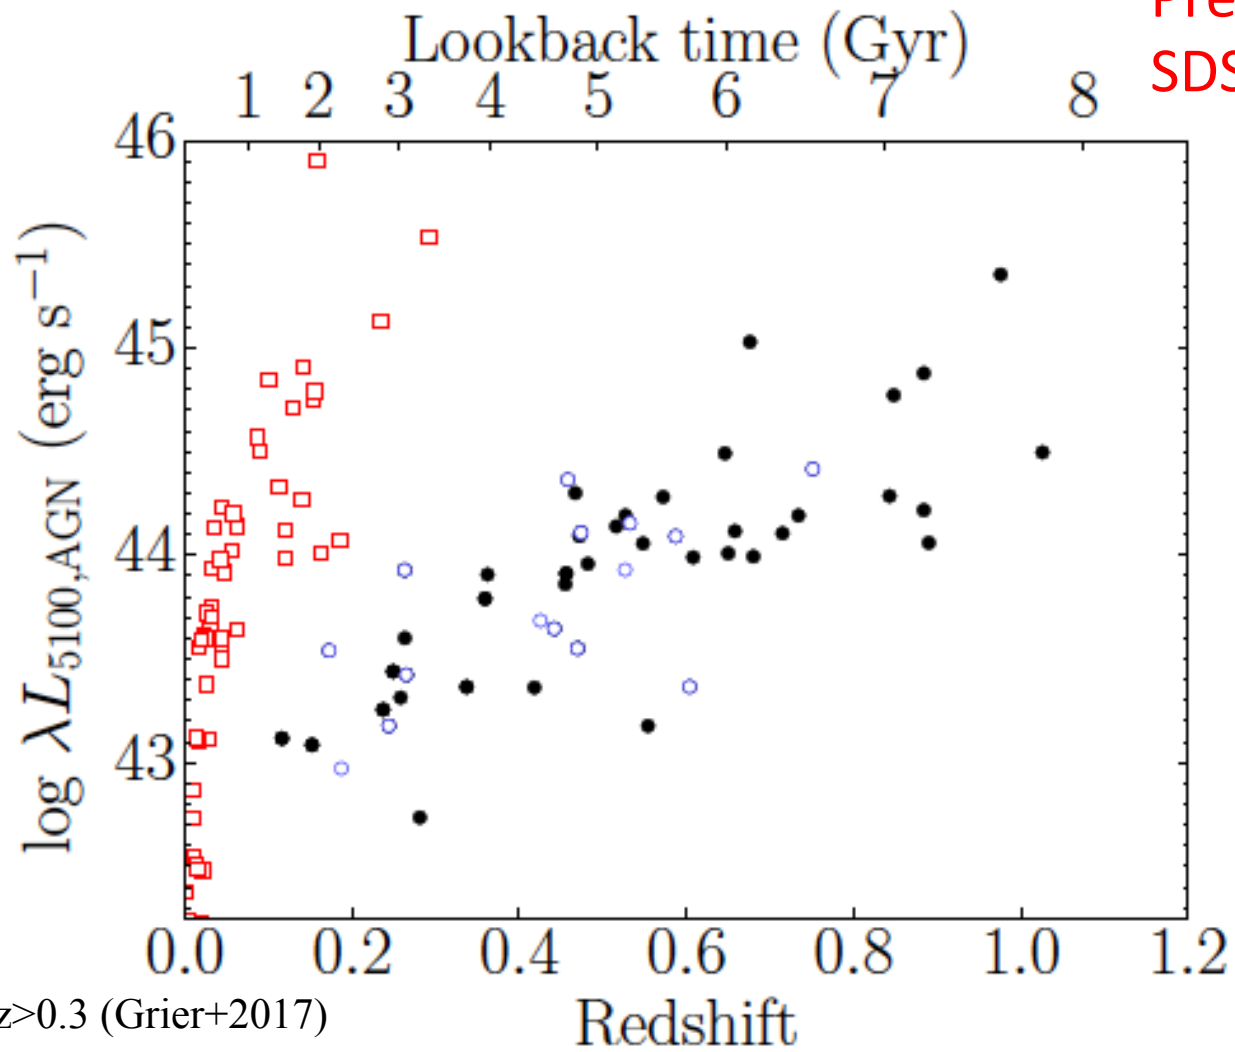 Lookback time (Gyr)
SDS
1 2 3 4 5 6 7 8
46
45
44
43
log λL5100,AGN (erg s−1)
0.0 0.2 0.4 0.6 0.8 1.0 1.2
z>0.3 (Grier+2017)
Redshift